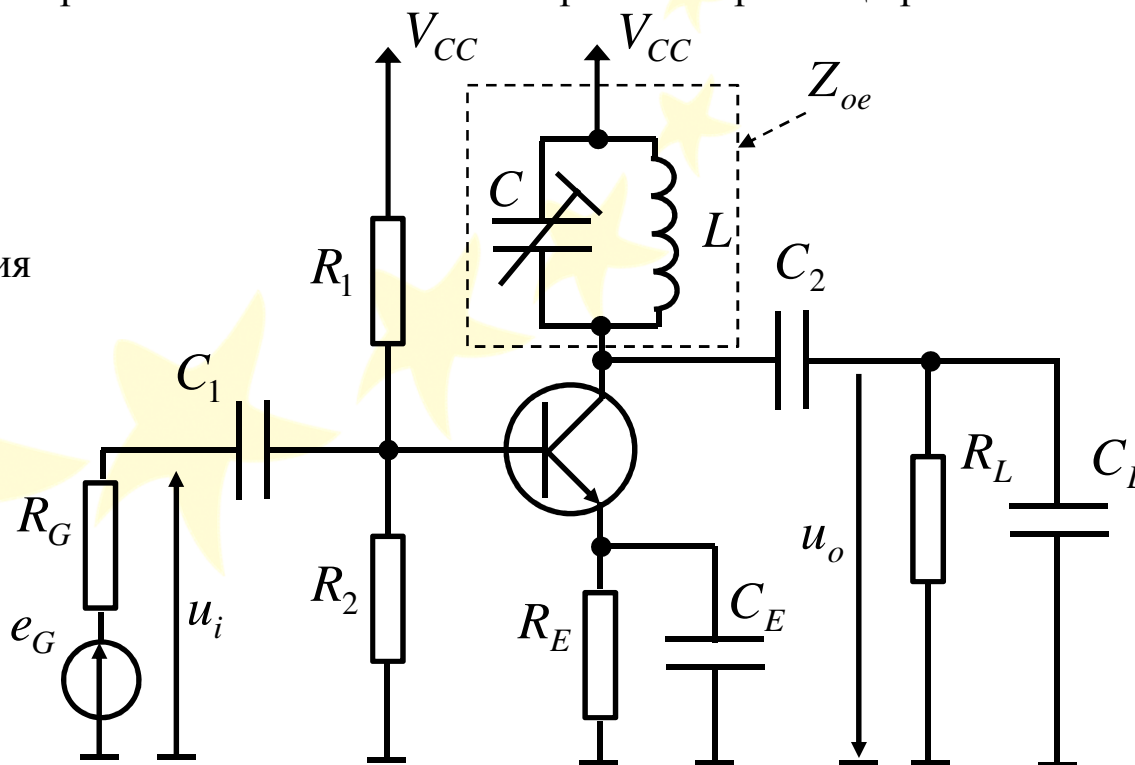 V_CC
V_CC
Z_oe
C
L
R_1
C_2
ия
C_1
R_L
R_G
u_o
R_2
u_i
C_E
R_E
e_G